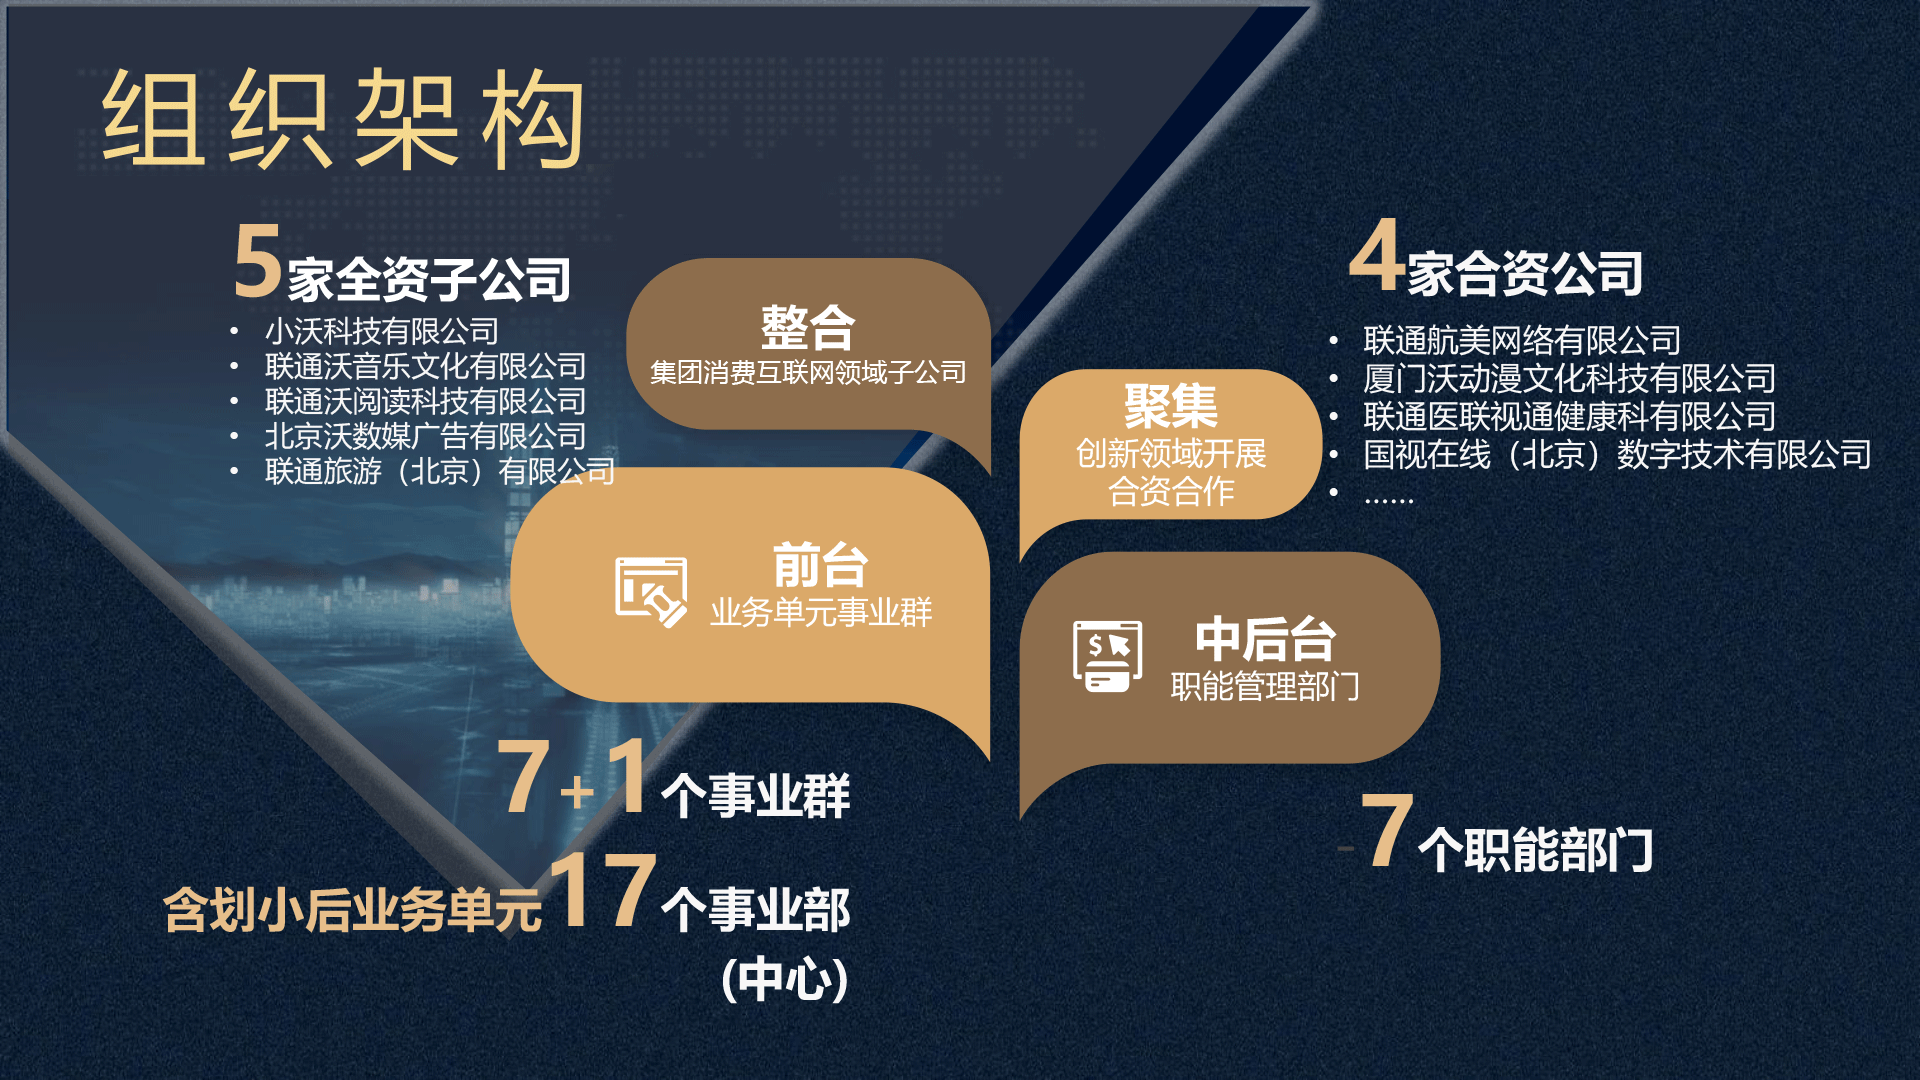 组织架构
5家全资子公司
• 小沃科技有限公司
• 联通沃音乐文化有限公司
• 联通沃阅读科技有限公司
• 北京沃数媒广告有限公司
• 联通旅游（北京）有限公司
整合
集团消费互联网领域子公司
4家合资公司
• 联通航美网络有限公司
• 厦门沃动漫文化科技有限公司
• 联通医联视通健康科有限公司
• 国视在线（北京）数字技术有限公司
• ......
聚集
创新领域开展
合资合作
前台
业务单元事业群
中后台
职能管理部门
7+1个事业群
含划小后业务单元17个事业部
(中心)
-7个职能部门